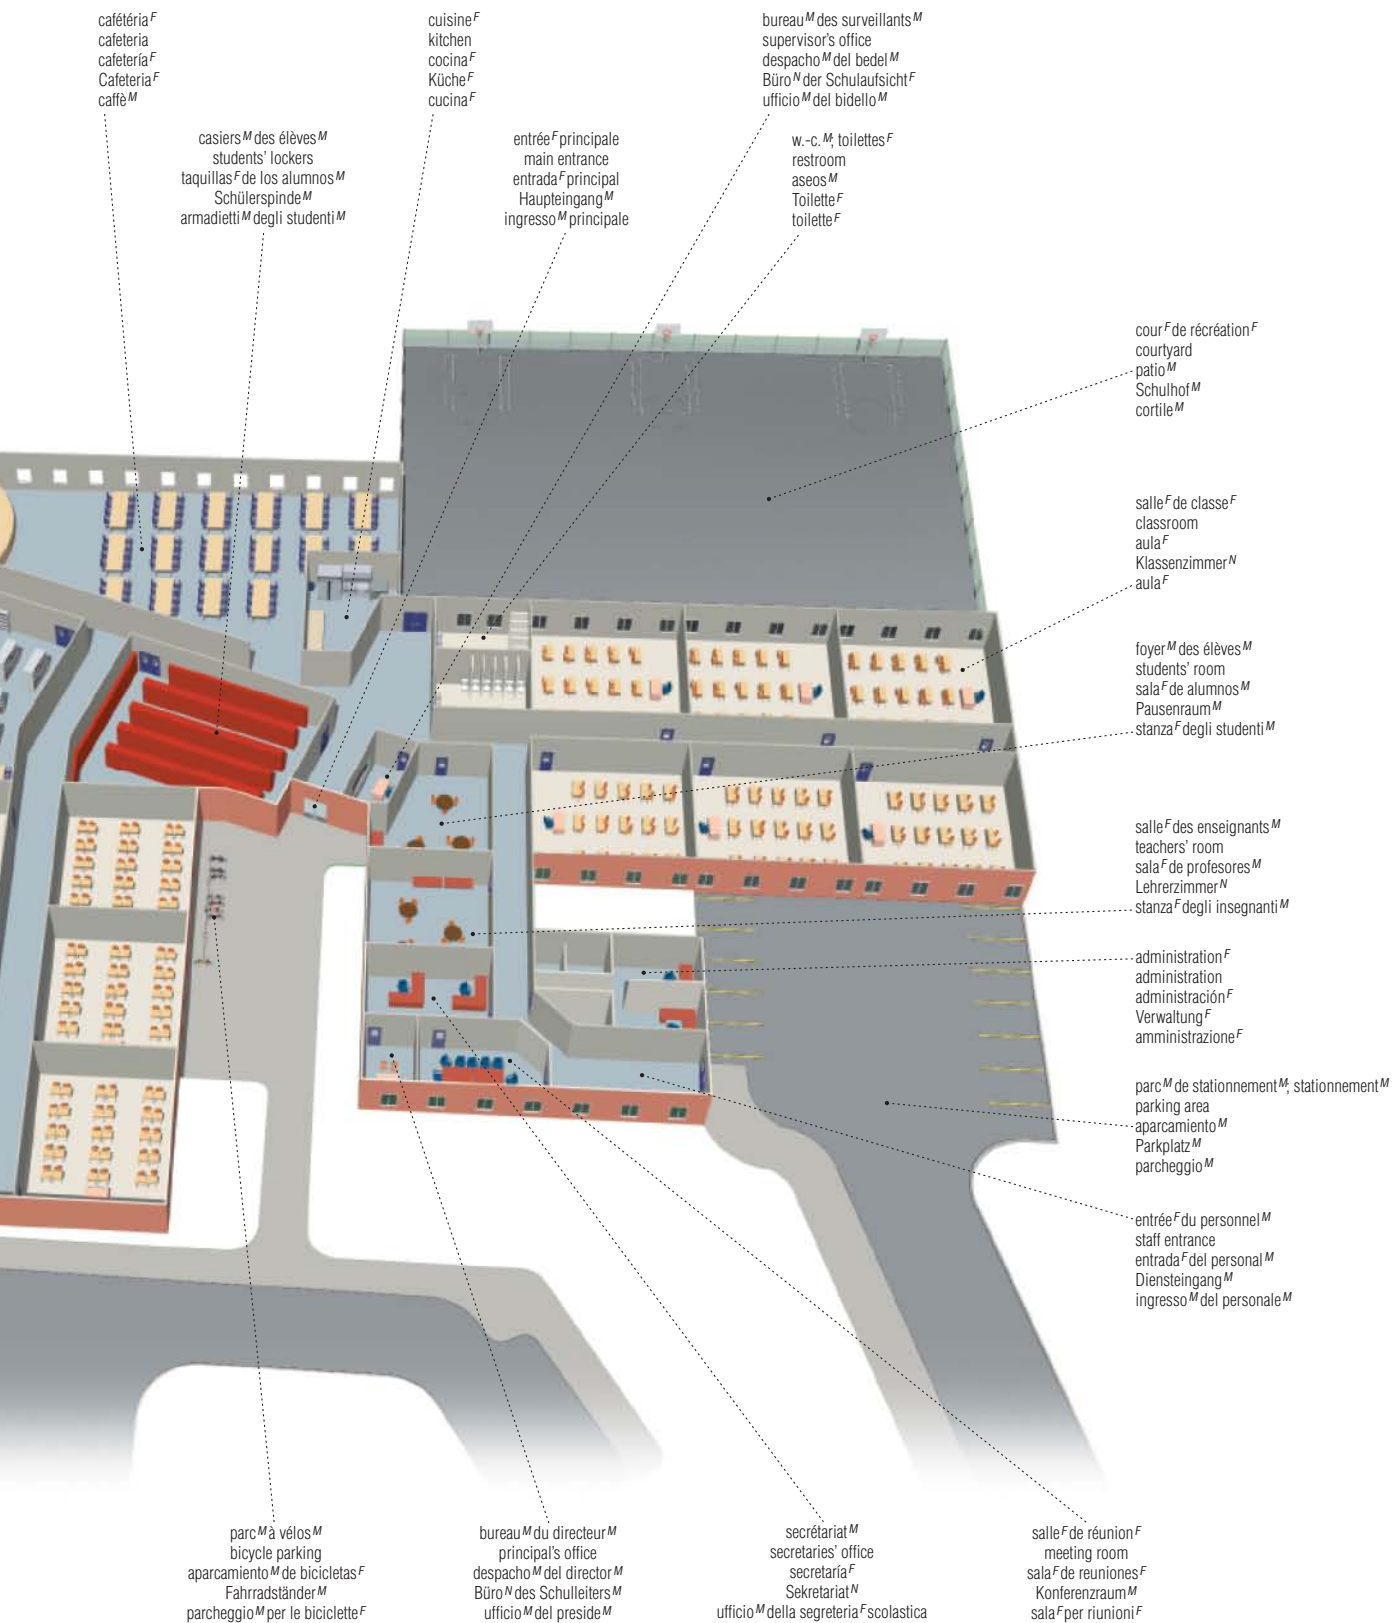 cafétéria F
cafeteria
cafetería F
Cafeteria F
caffè M
cuisine F
kitchen
cocina F
Küche F
cucina F
bureau M des surveillants M
supervisor's office
despacho M del bedel M
Büro N der Schulaufsicht F
ufficio M del bidello M
casiers M des élèves M
students' lockers
taquillas F de los alumnos M
Schülerspinde M
armadietti M degli studenti M
entrée F principale
main entrance
entrada F principal
Haupteingang M
ingresso M principale
w.-c. M; toilettes F
restroom
aseos M
Toilette F
toilette F
cour F de récréation F
courtyard
patio M
Schulhof M
cortile M
salle F de classe F
classroom
aula F
Klassenzimmer N
aula F
foyer M des élèves M
students' room
sala F de alumnos M
Pausenraum M
stanza F degli studenti M
salle F des enseignants M
teachers' room
sala F de profesores M
Lehrerzimmer N
stanza F degli insegnanti M
administration F
administration
administración F
Verwaltung F
amministrazione F
parc M de stationnement M; stationnement M
parking area
aparcamiento M
Parkplatz M
parcheggio M
entrée F du personnel M
staff entrance
entrada F del personal M
Diensteingang M
ingresso M del personale M
parc M à vélos M
bicycle parking
aparcamiento M de bicicletas F
Fahrradständer M
parcheggio M per le biciclette F
bureau M du directeur M
principal's office
despacho M del director M
Büro N des Schulleiters M
ufficio M del preside M
secrétariat M
secretaries' office
secretaría F
Sekretariat N
ufficio M della segreteria F scolastica
salle F de réunion F
meeting room
sala F de reuniones F
Konferenzraum M
sala F per riunioni F